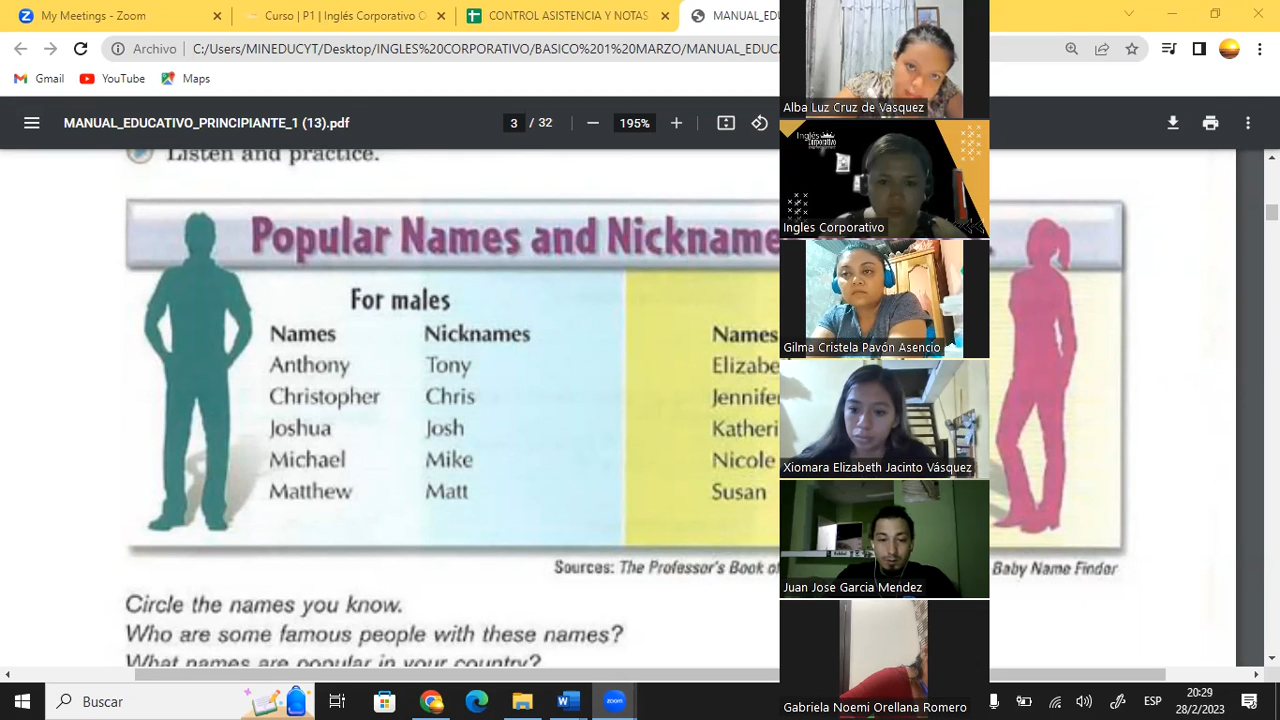 My Meetings - Zoom
Curso | P1 | Inglés Corporativo O
CONTROL ASISTENCIA Y NOTAS
MANUAL_EDU
Archivo
C:/Users/MINEDUCYT/Desktop/INGLES%20CORPORATIVO/BASICO%201%20MARZO/MANUAL_EDUC
Gmail
YouTube
Maps
MANUAL_EDUCATIVO_PRINCIPIANTE_1 (13).pdf
3 / 32
195%
Listen and practice.
Popular Names and Nickname
For males
Names Nicknames
Anthony Tony
Christopher Chris
Joshua Josh
Michael Mike
Matthew Matt
Names
Elizabe
Jennifer
Katheri
Nicole
Susan
Sources: The Professor's Book of
Baby Name Finder
Circle the names you know.
Who are some famous people with these names?
What names are popular in your country?
Alba Luz Cruz de Vasquez
Inglés
Corporativo
Ingles Corporativo
Gilma Cristela Pavón Asencio
Xiomara Elizabeth Jacinto Vásquez
Juan Jose Garcia Mendez
Gabriela Noemi Orellana Romero
Buscar
zoom
ESP
20:29
28/2/2023